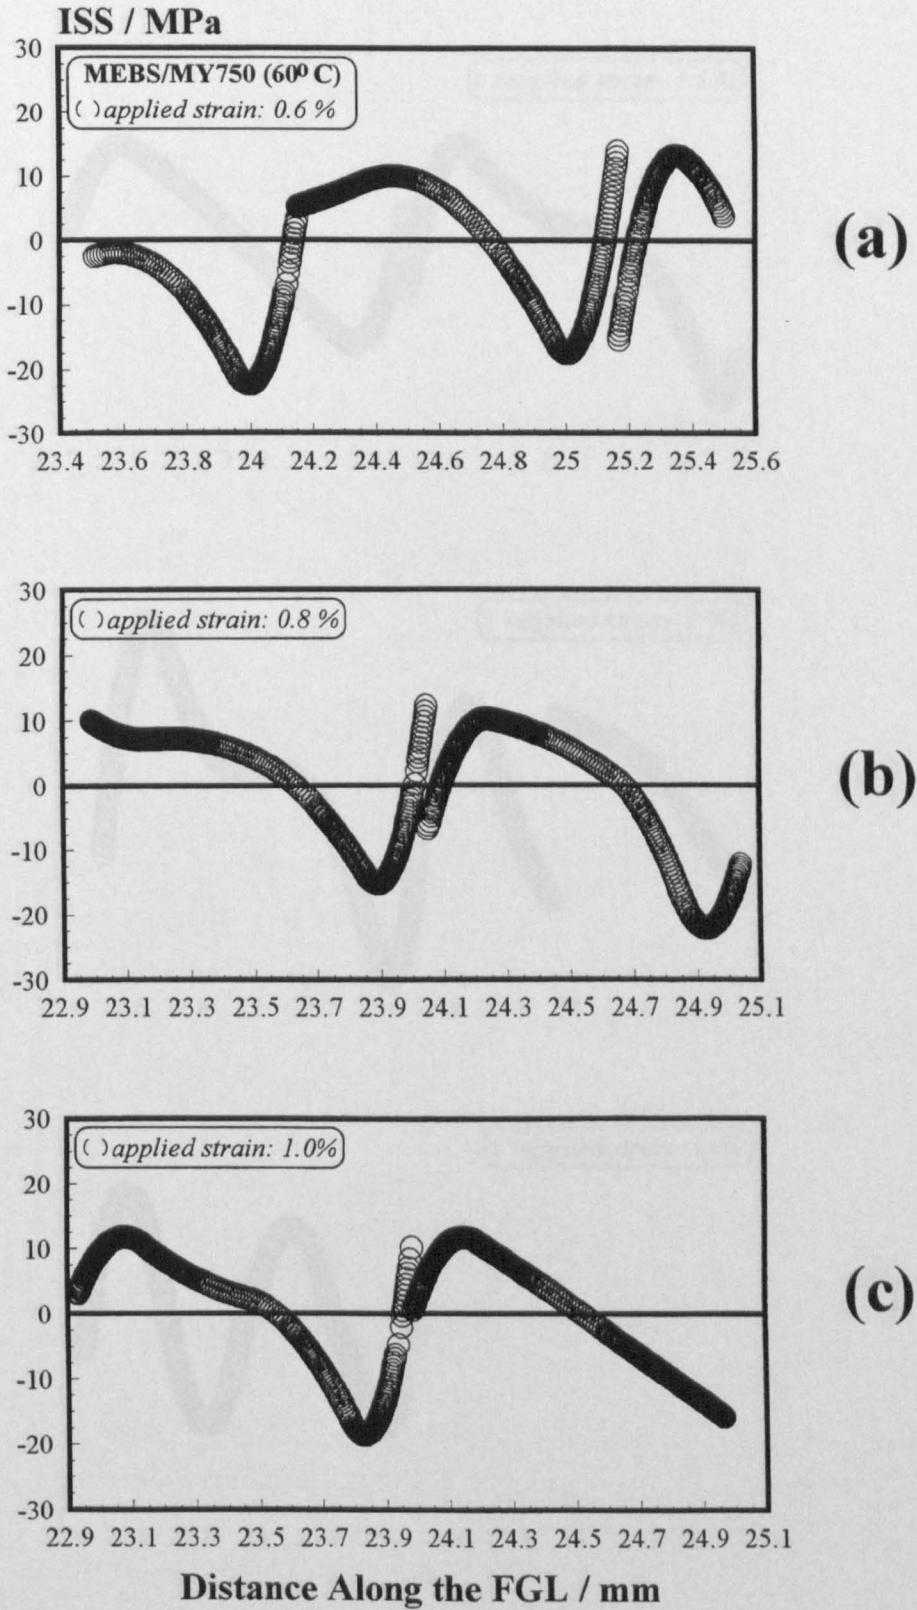 ISS / MPa
30
20
10
0
-10
-20
-30
MEBS/MY750 (60⁰ C)
( ) applied strain: 0.6 %
(a)
23.4 23.6 23.8 24 24.2 24.4 24.6 24.8 25 25.2 25.4 25.6
30
20
10
0
-10
-20
-30
( ) applied strain: 0.8 %
(b)
22.9 23.1 23.3 23.5 23.7 23.9 24.1 24.3 24.5 24.7 24.9 25.1
30
20
10
0
-10
-20
-30
( ) applied strain: 1.0%
(c)
22.9 23.1 23.3 23.5 23.7 23.9 24.1 24.3 24.5 24.7 24.9 25.1
Distance Along the FGL / mm